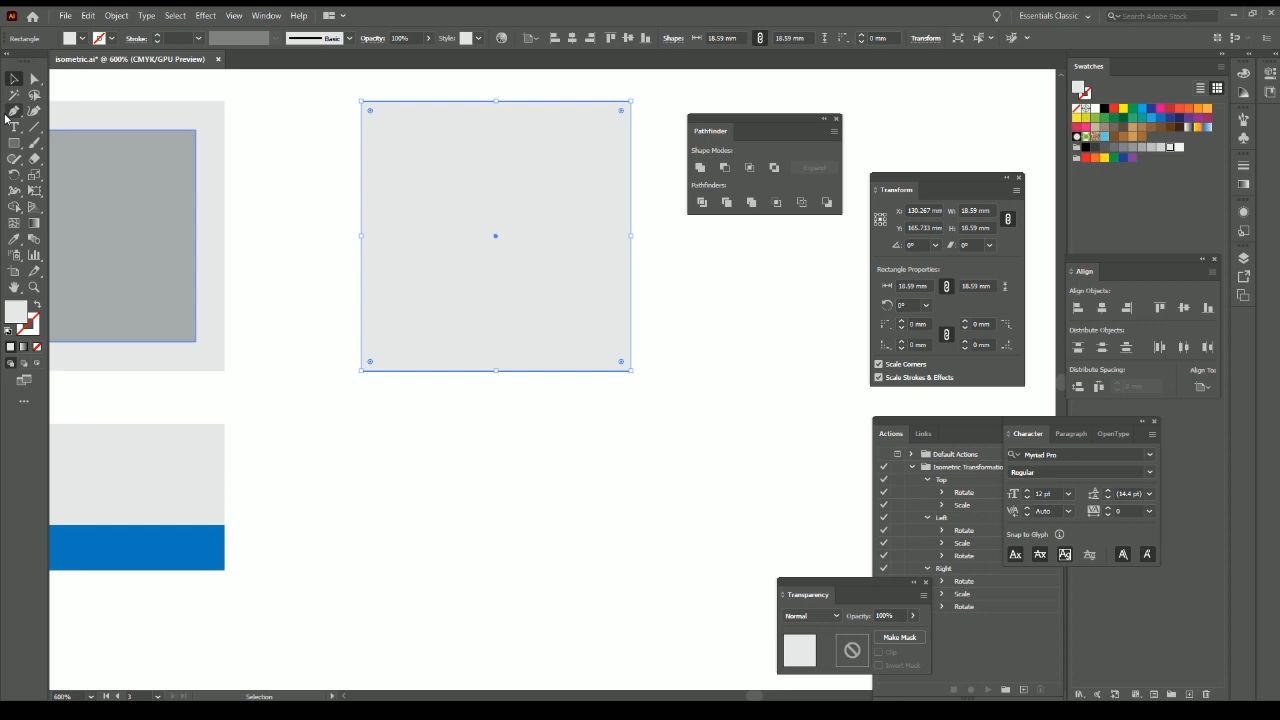 Ai File Edit Object Type Select Effect View Window Help Essentials Classic Search Adobe Stock
Rectangle Stroke: Basic Opacity: 100% Style: Shape: 18.59 mm 18.59 mm 0 mm Transform
isometric.ai* @ 600% (CMYK/GPU Preview)
Swatches
Pathfinder
Shape Modes:
Expand
Pathfinders:
Transform
X: 130.267 mm W: 18.59 mm
Y: 165.733 mm H: 18.59 mm
0° 0°
Rectangle Properties:
18.59 mm 18.59 mm
0°
0 mm 0 mm
0 mm 0 mm
Scale Corners
Scale Strokes & Effects
Align
Align Objects:
Distribute Objects:
Distribute Spacing: Align To:
0 mm
Actions Links
Default Actions
Isometric Transformatio
Top
Rotate
Scale
Left
Rotate
Scale
Rotate
Right
Rotate
Scale
Rotate
Character Paragraph OpenType
Myriad Pro
Regular
12 pt (14.4 pt)
Auto 0
Snap to Glyph
Transparency
Normal Opacity: 100%
Make Mask
Clip
Invert Mask
600% 3 Selection